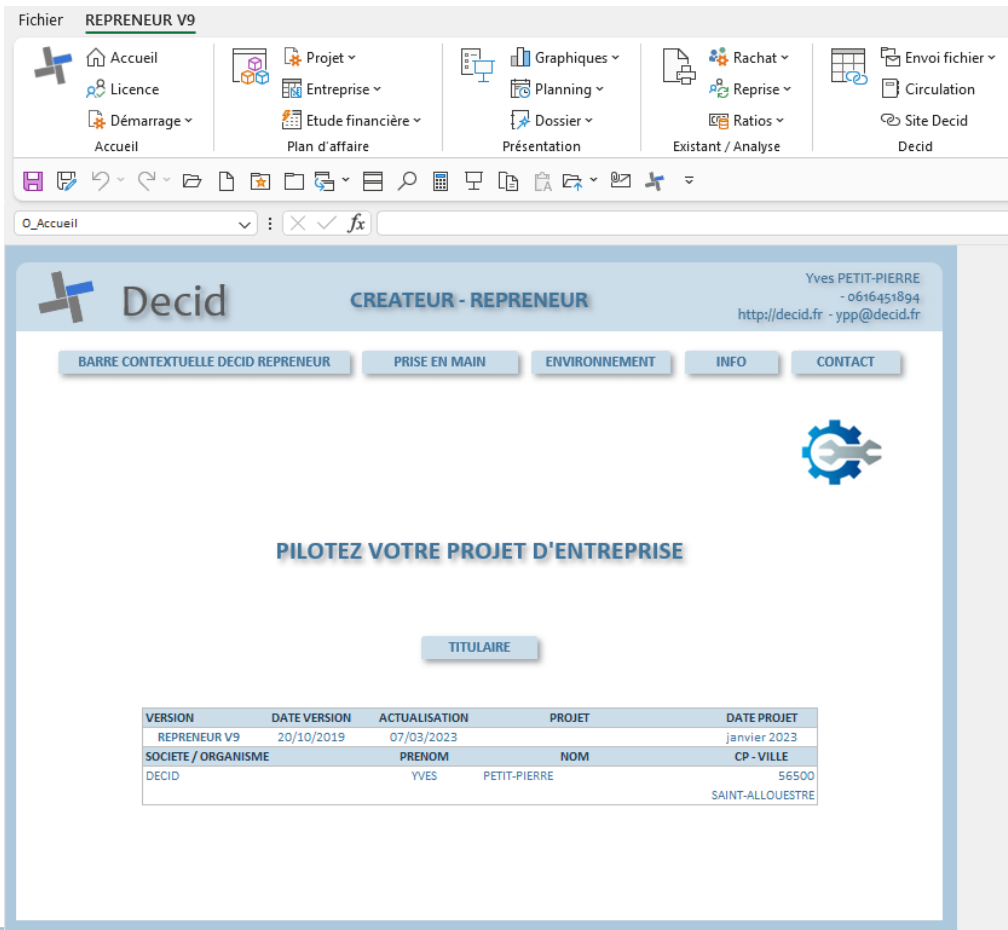 Fichier REPRENEUR V9
Accueil Projet Graphiques Rachat Envoi fichier
Licence Entreprise Planning Reprise Circulation
Démarrage Etude financière Dossier Ratios Site Decid
Accueil Plan d'affaire Présentation Existant / Analyse Decid
O_Accueil fx
Yves PETIT-PIERRE
Decid CREATEUR - REPRENEUR - 0616451894
http://decid.fr - ypp@decid.fr
BARRE CONTEXTUELLE DECID REPRENEUR PRISE EN MAIN ENVIRONNEMENT INFO CONTACT
PILOTEZ VOTRE PROJET D'ENTREPRISE
TITULAIRE
VERSION DATE VERSION ACTUALISATION PROJET DATE PROJET
REPRENEUR V9 20/10/2019 07/03/2023 janvier 2023
SOCIETE / ORGANISME PRENOM NOM CP - VILLE
DECID YVES PETIT-PIERRE 56500
SAINT-ALLOUESTRE